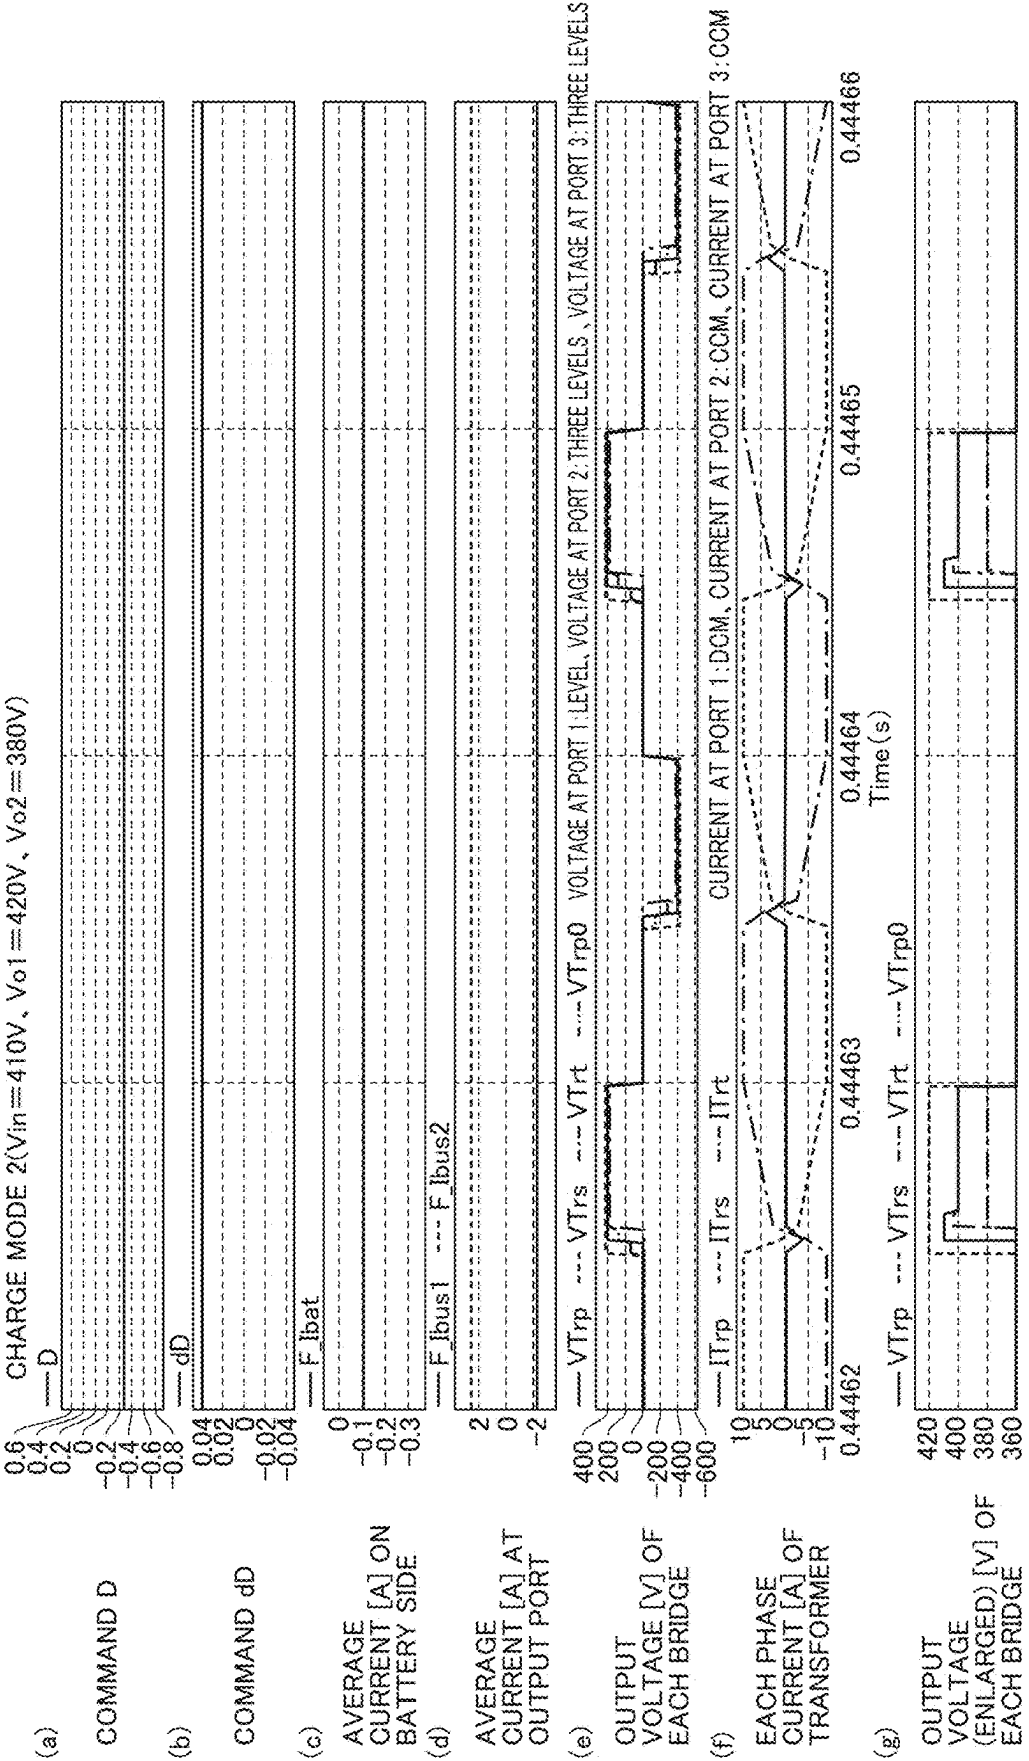 CHARGE MODE 2(Vin=410V, Vo1=420V, Vo2=380V)
(a)
COMMAND D
— D
0.6
0.4
0.2
0
-0.2
-0.4
-0.6
-0.8
(b)
COMMAND dD
— dD
0.04
0.02
0
-0.02
-0.04
(c)
AVERAGE
CURRENT [A] ON
BATTERY SIDE
— F_Ibat
0
-0.1
-0.2
-0.3
(d)
AVERAGE
CURRENT [A] AT
OUTPUT PORT
— F_Ibus1 --- F_Ibus2
2
0
-2
(e)
OUTPUT
VOLTAGE [V] OF
EACH BRIDGE
— VTrp --- VTrs --- VTrt --- VTrp0 VOLTAGE AT PORT 1:LEVEL, VOLTAGE AT PORT 2:THREE LEVELS, VOLTAGE AT PORT 3:THREE LEVELS
400
200
0
-200
-400
-600
(f)
EACH PHASE
CURRENT [A] OF
TRANSFORMER
— ITrp --- ITrs --- ITrt CURRENT AT PORT 1:DCM, CURRENT AT PORT 2:CCM, CURRENT AT PORT 3:CCM
10
5
0
-5
-10
0.44462 0.44463 0.44464 0.44465 0.44466
Time(s)
(g)
OUTPUT
VOLTAGE
(ENLARGED) [V] OF
EACH BRIDGE
— VTrp --- VTrs --- VTrt --- VTrp0
420
400
380
360